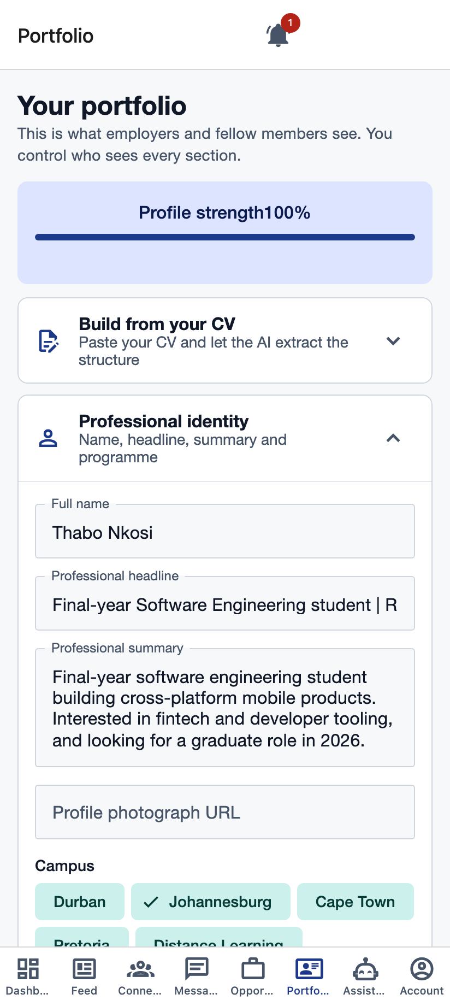 Portfolio
1
Your portfolio
This is what employers and fellow members see. You
control who sees every section.
Profile strength100%
Build from your CV
Paste your CV and let the AI extract the
structure
Professional identity
Name, headline, summary and
programme
Full name
Thabo Nkosi
Professional headline
Final-year Software Engineering student | R
Professional summary
Final-year software engineering student
building cross-platform mobile products.
Interested in fintech and developer tooling,
and looking for a graduate role in 2026.
Profile photograph URL
Campus
Durban Johannesburg Cape Town
Pretoria Distance Learning
Dashb... Feed Conne... Messa... Oppor... Portfo... Assist... Account